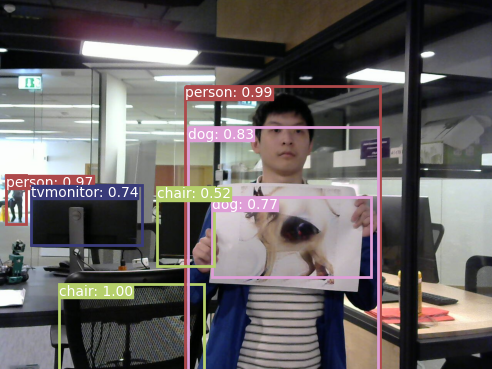 person: 0.99
dog: 0.83
person: 0.97
tvmonitor: 0.74
chair: 0.52
dog: 0.77
chair: 1.00